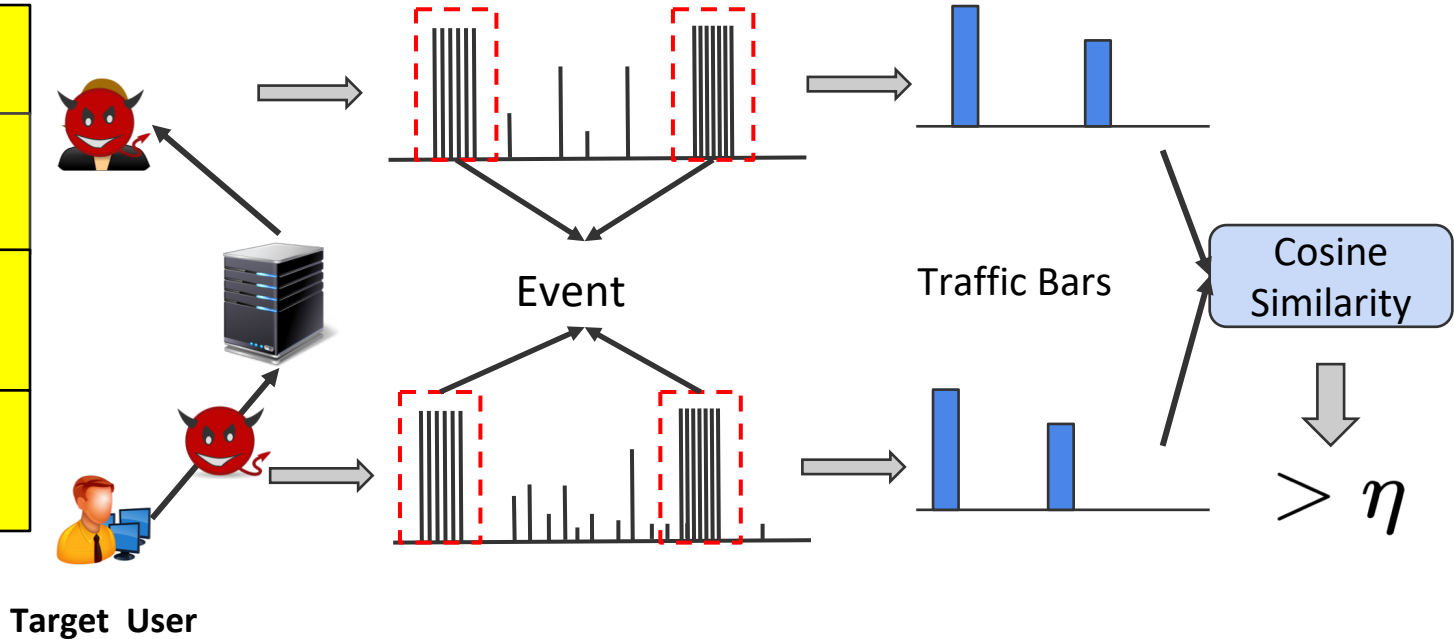 Event
Traffic Bars
Cosine
Similarity
> η
Target User